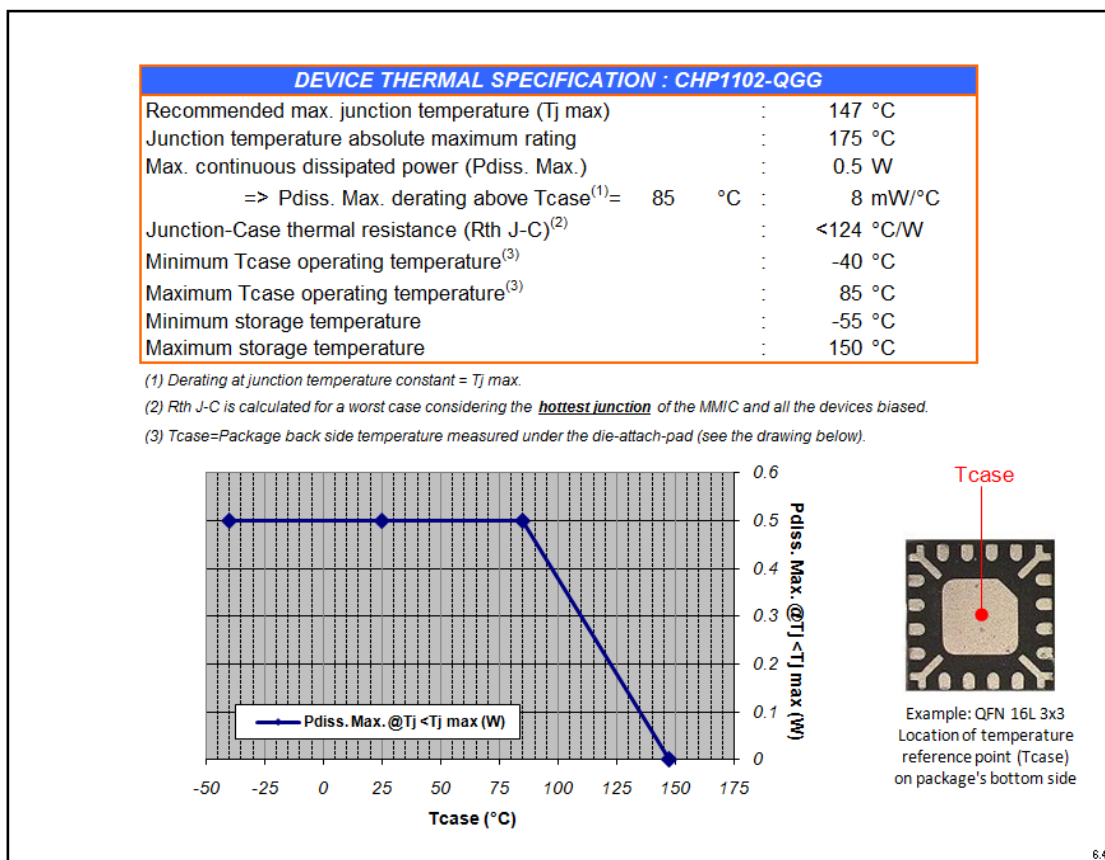 DEVICE THERMAL SPECIFICATION : CHP1102-QGG
Recommended max. junction temperature (Tj max) : 147 °C
Junction temperature absolute maximum rating : 175 °C
Max. continuous dissipated power (Pdiss. Max.) : 0.5 W
=> Pdiss. Max. derating above Tcase(1)= 85 °C : 8 mW/°C
Junction-Case thermal resistance (Rth J-C)(2) : <124 °C/W
Minimum Tcase operating temperature(3) : -40 °C
Maximum Tcase operating temperature(3) : 85 °C
Minimum storage temperature : -55 °C
Maximum storage temperature : 150 °C
(1) Derating at junction temperature constant = Tj max.
(2) Rth J-C is calculated for a worst case considering the hottest junction of the MMIC and all the devices biased.
(3) Tcase=Package back side temperature measured under the die-attach-pad (see the drawing below).
0.6
0.5
0.4
0.3
0.2
0.1
0
Pdiss. Max. @Tj <Tj max (W)
Pdiss. Max. @Tj <Tj max (W)
-50 -25 0 25 50 75 100 125 150 175
Tcase (°C)
Tcase
Example: QFN 16L 3x3
Location of temperature
reference point (Tcase)
on package's bottom side